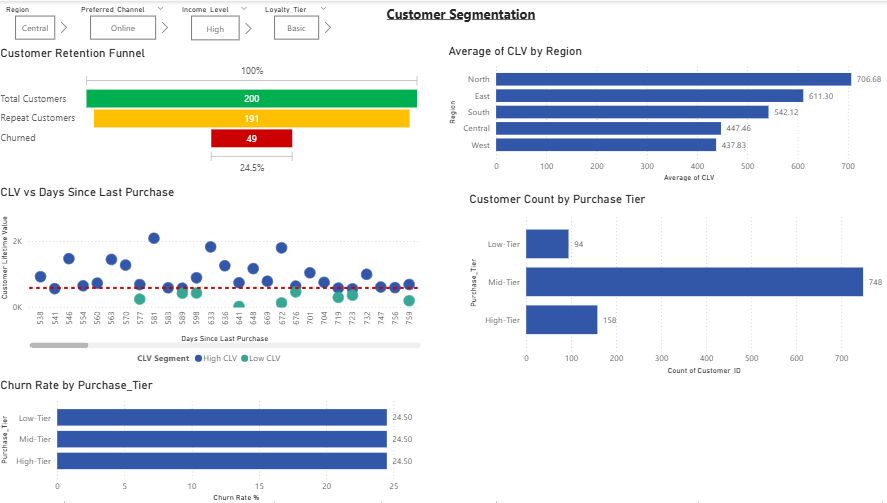 Customer Segmentation
Region
Central
Preferred_Channel
Online
Income_Level
High
Loyalty_Tier
Basic
Customer Retention Funnel
100%
Total Customers
200
Repeat Customers
191
Churned
49
24.5%
Average of CLV by Region
Region
North
706.68
East
611.30
South
542.12
Central
447.46
West
437.83
0 100 200 300 400 500 600 700
Average of CLV
CLV vs Days Since Last Purchase
Customer Lifetime Value
2K
0K
538 541 546 554 560 563 570 577 581 583 589 598 633 636 641 648 669 672 676 701 704 719 723 732 747 756 759
Days Since Last Purchase
CLV Segment High CLV Low CLV
Customer Count by Purchase Tier
Purchase_Tier
Low-Tier
94
Mid-Tier
748
High-Tier
158
0 100 200 300 400 500 600 700
Count of Customer_ID
Churn Rate by Purchase_Tier
Purchase_Tier
Low-Tier
24.50
Mid-Tier
24.50
High-Tier
24.50
0 5 10 15 20 25
Churn Rate %